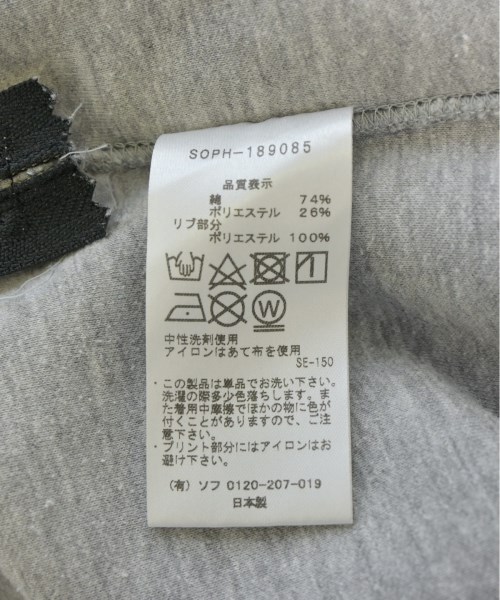 SOPH-189085
品質表示
綿 74%
ポリエステル 26%
リブ部分
ポリエステル 100%
W
中性洗剤使用
アイロンはあて布を使用
SE-150
・この製品は単品でお洗い下さい。
洗濯の際多少色落ちします。ま
た着用中摩擦でほかの物に色が
付くことがありますので、ご注
意下さい。
・プリント部分にはアイロンはお
避け下さい。
(有) ソフ 0120-207-019
日本製